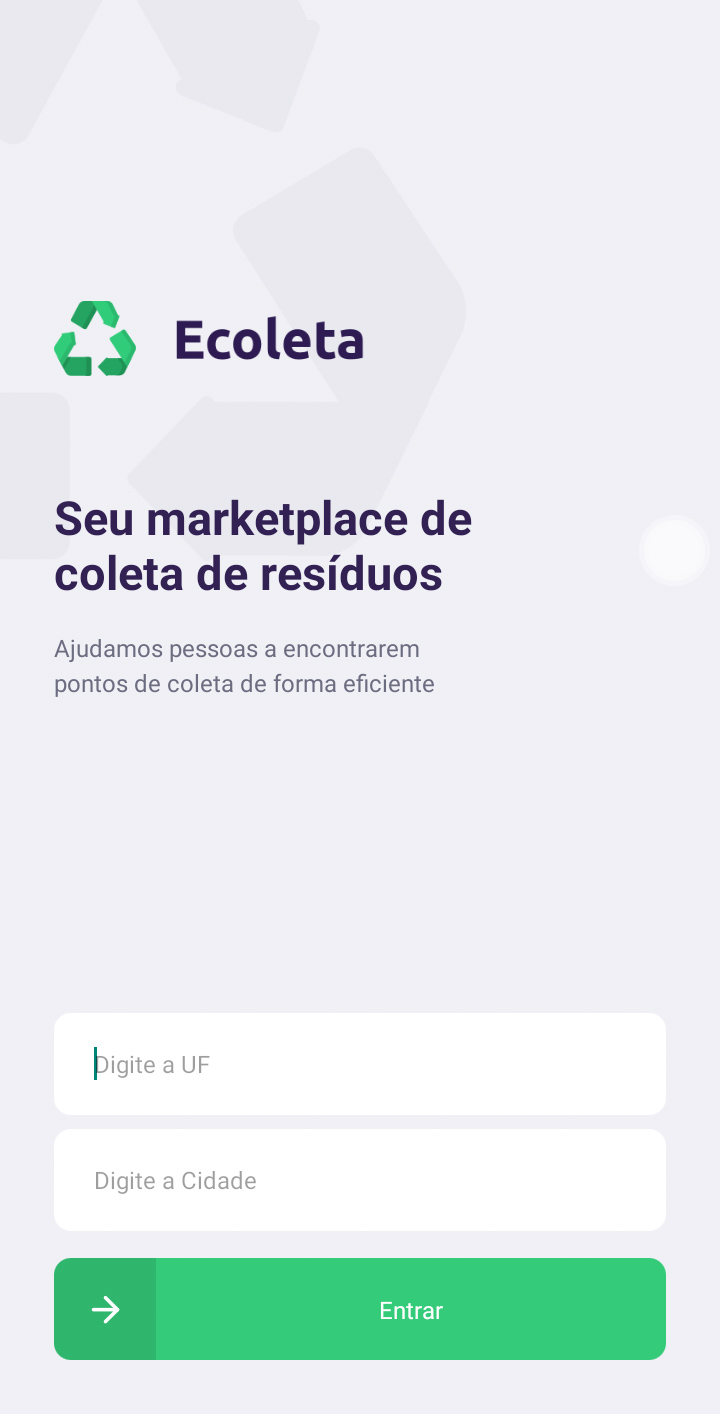 Ecoleta
Seu marketplace de
coleta de resíduos
Ajudamos pessoas a encontrarem
pontos de coleta de forma eficiente
Digite a UF
Digite a Cidade
Entrar